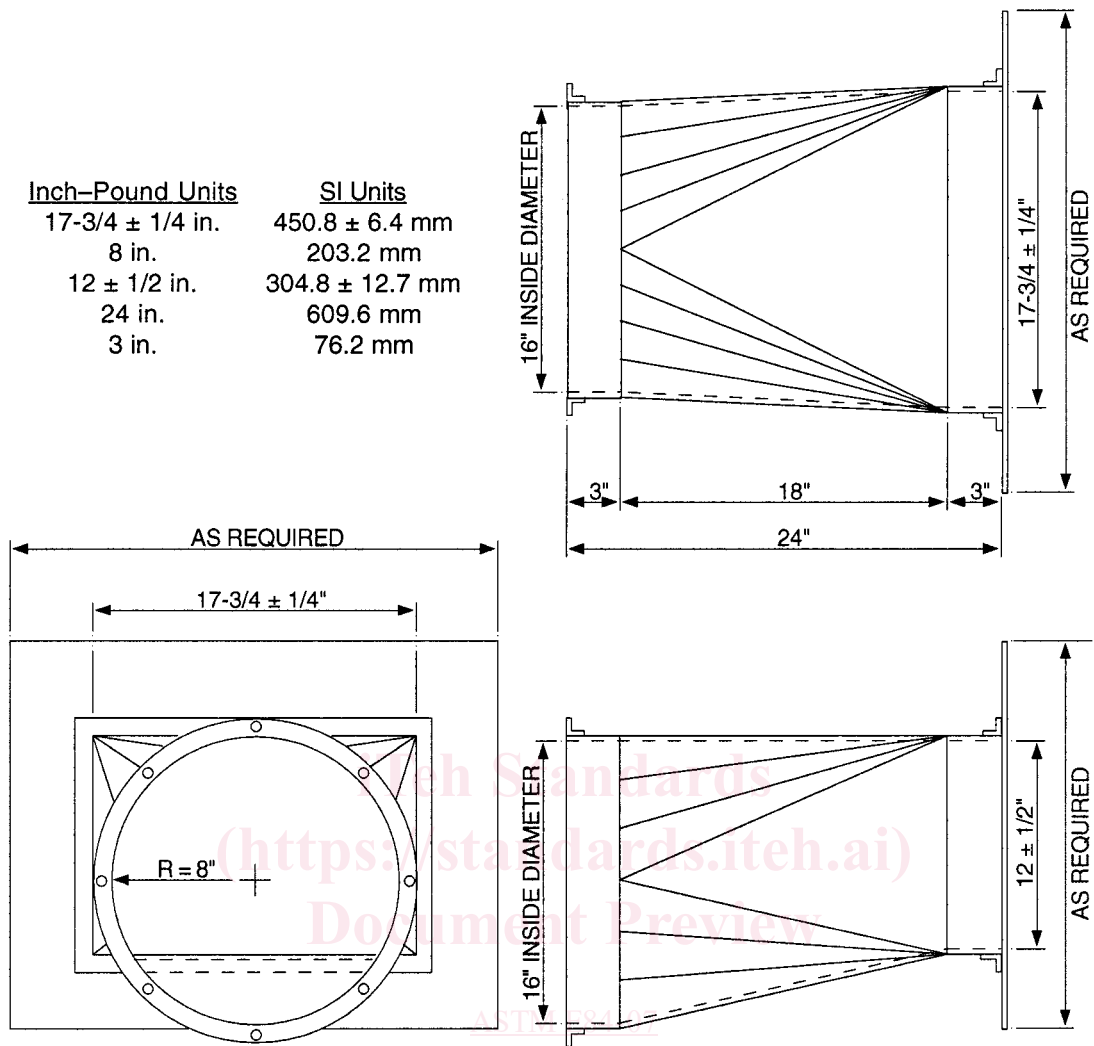 Inch–Pound Units SI Units
17-3/4 ± 1/4 in. 450.8 ± 6.4 mm
8 in. 203.2 mm
12 ± 1/2 in. 304.8 ± 12.7 mm
24 in. 609.6 mm
3 in. 76.2 mm
16" INSIDE DIAMETER
17-3/4 ± 1/4"
AS REQUIRED
3" 18" 3"
24"
AS REQUIRED
17-3/4 ± 1/4"
R = 8"
16" INSIDE DIAMETER
12 ± 1/2"
AS REQUIRED
iTeh Standards
(https://standards.iteh.ai)
Document Preview
ASTM E84-07